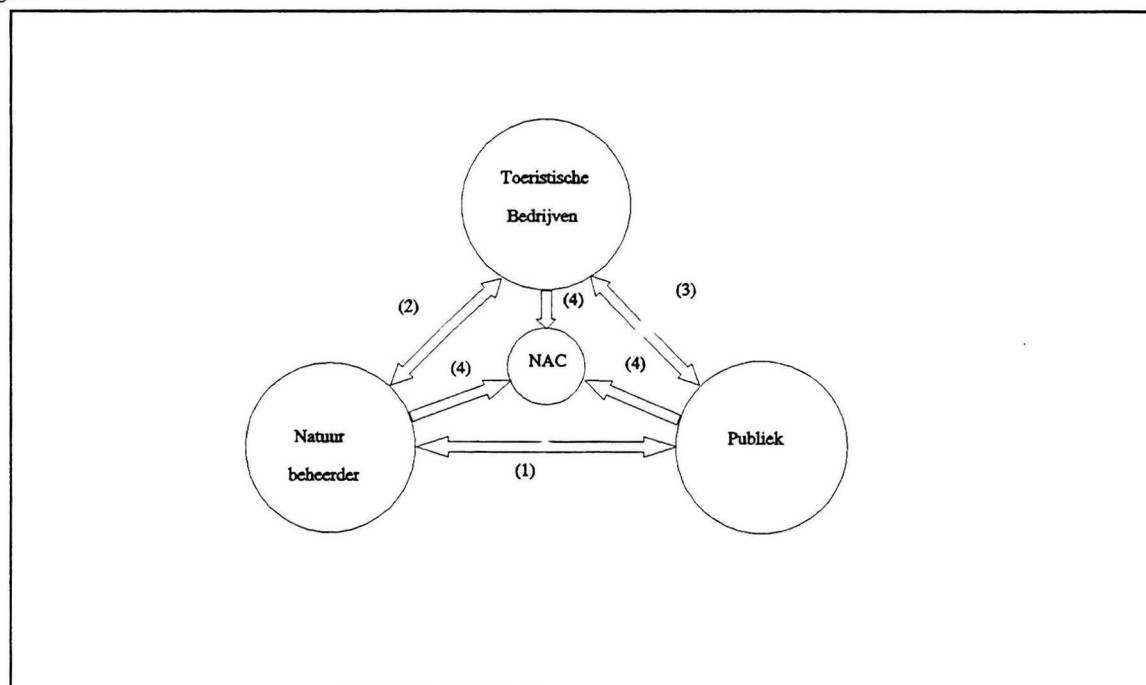 Toeristische
Bedrijven
(2)
(4)
(3)
NAC
(4)
(4)
Natuur
beheerder
Publiek
(1)